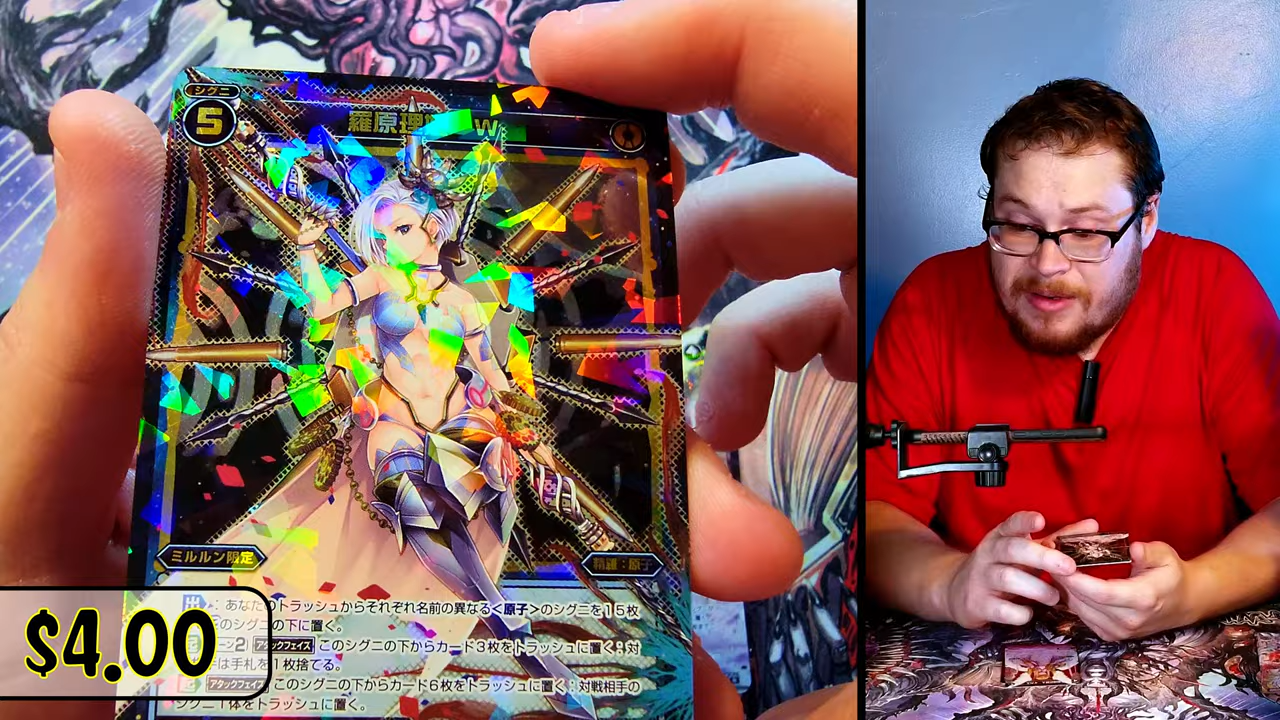 シグニ
5
羅原 W
ミルルン限定
精羅:原子
出 :あなたのトラッシュからそれぞれ名前の異なる<原子>のシグニを15枚
のシグニの下に置く。
ターン2 アタックフェイズ このシグニの下からカード3枚をトラッシュに置く:対
は手札を1枚捨てる。
アタックフェイズ このシグニの下からカード6枚をトラッシュに置く:対戦相手の
シグニ1体をトラッシュに置く。
$4.00